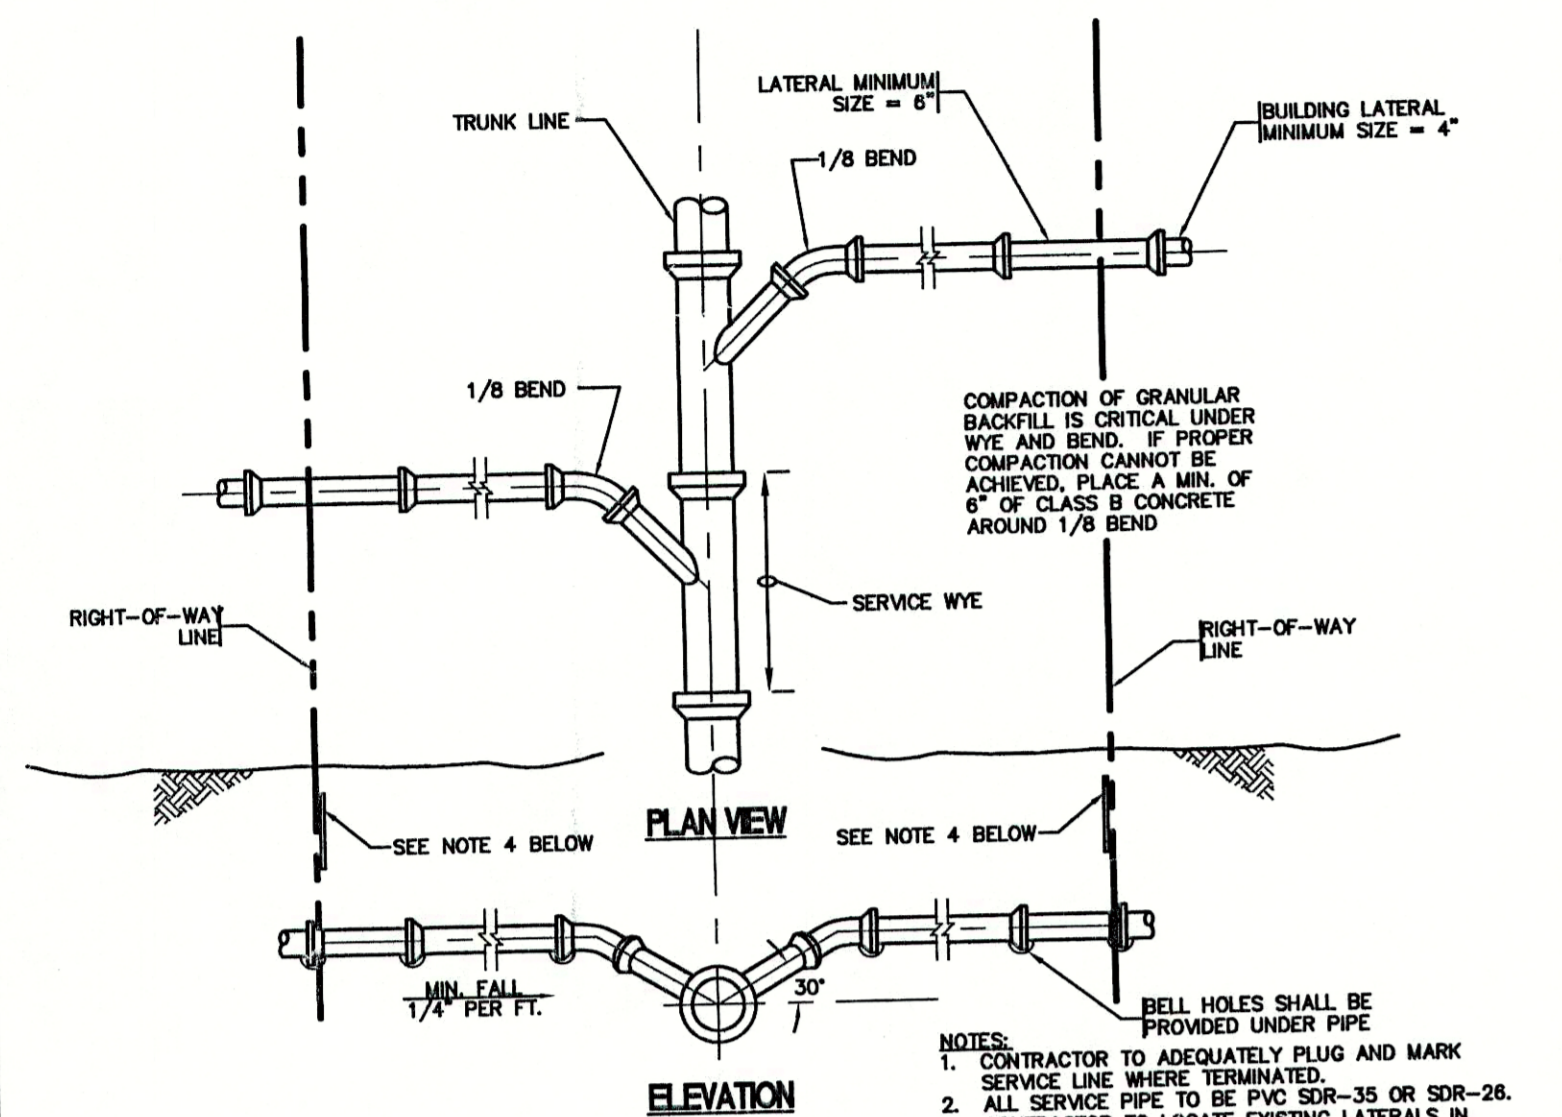 LATERAL MINIMUM
SIZE = 6"
TRUNK LINE
BUILDING LATERAL
MINIMUM SIZE = 4"
1/8 BEND
1/8 BEND
COMPACTION OF GRANULAR
BACKFILL IS CRITICAL UNDER
WYE AND BEND. IF PROPER
COMPACTION CANNOT BE
ACHIEVED, PLACE A MIN. OF
6" OF CLASS B CONCRETE
AROUND 1/8 BEND
SERVICE WYE
RIGHT-OF-WAY
LINE
RIGHT-OF-WAY
LINE
PLAN VIEW
SEE NOTE 4 BELOW
SEE NOTE 4 BELOW
MIN. FALL
1/4" PER FT.
30°
BELL HOLES SHALL BE
PROVIDED UNDER PIPE
ELEVATION
NOTES:
1. CONTRACTOR TO ADEQUATELY PLUG AND MARK
SERVICE LINE WHERE TERMINATED.
2. ALL SERVICE PIPE TO BE PVC SDR-35 OR SDR-26.
TO LOCATE EXISTING LATERALS IN